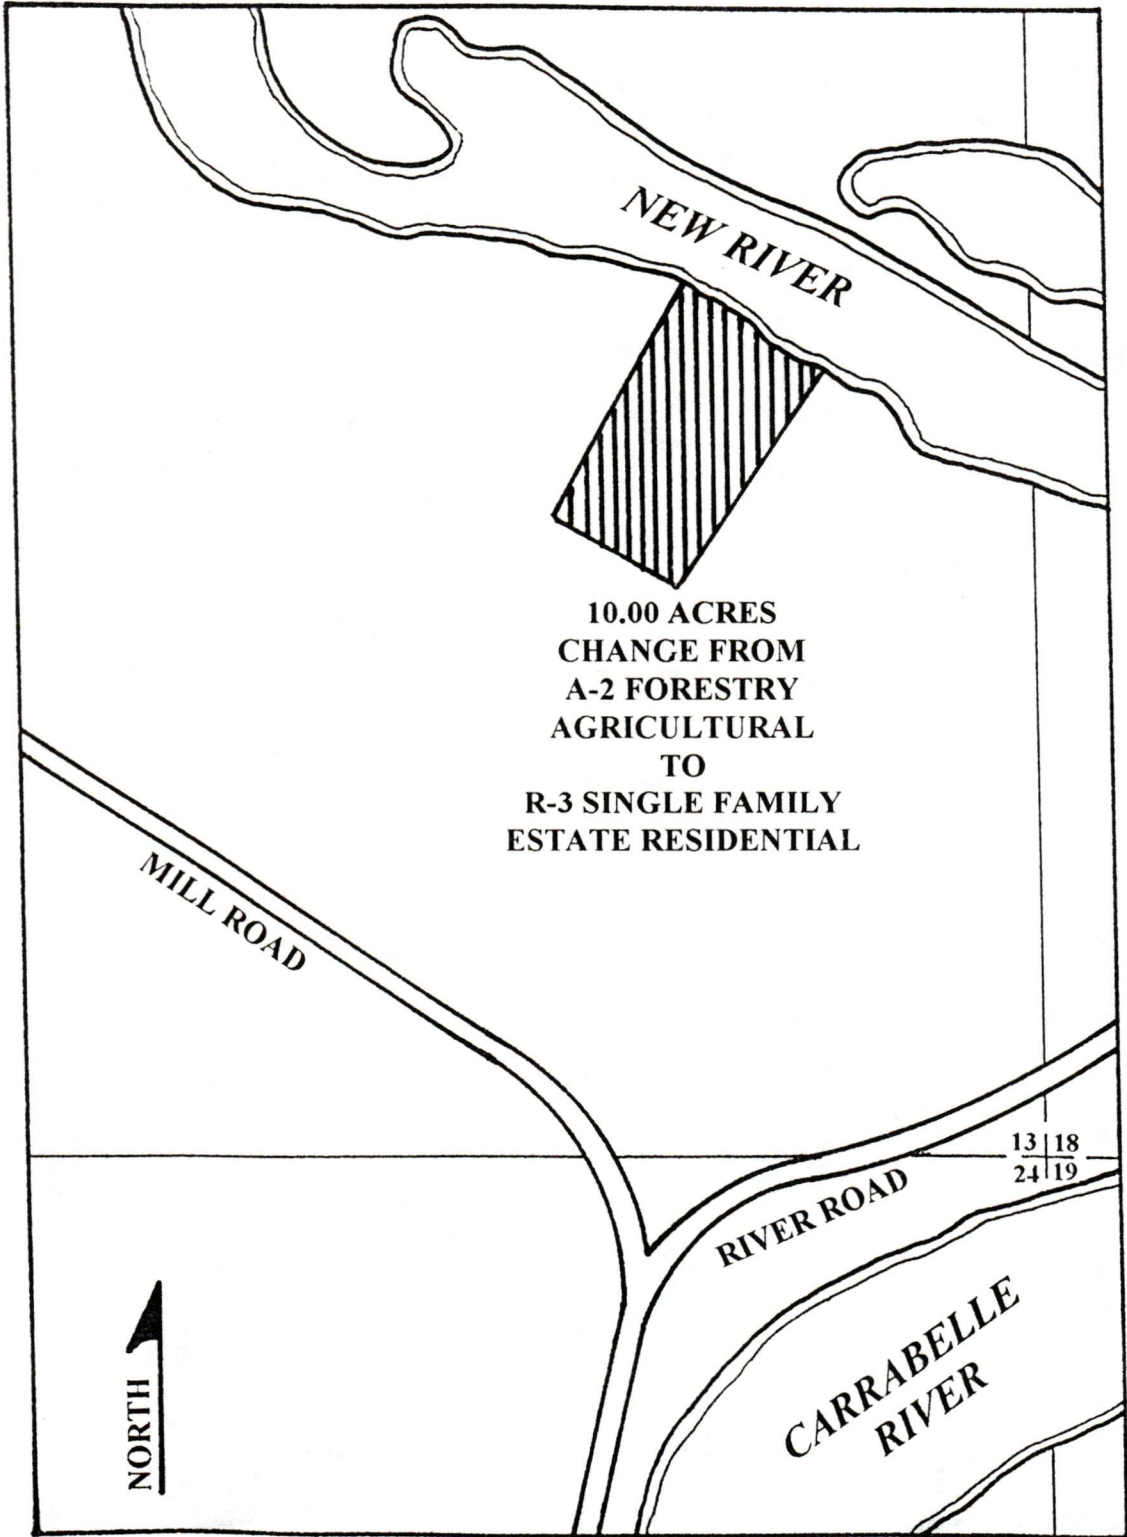 NEW RIVER
10.00 ACRES
CHANGE FROM
A-2 FORESTRY
AGRICULTURAL
TO
R-3 SINGLE FAMILY
ESTATE RESIDENTIAL
MILL ROAD
13 18
24 19
RIVER ROAD
CARRABELLE
RIVER
NORTH